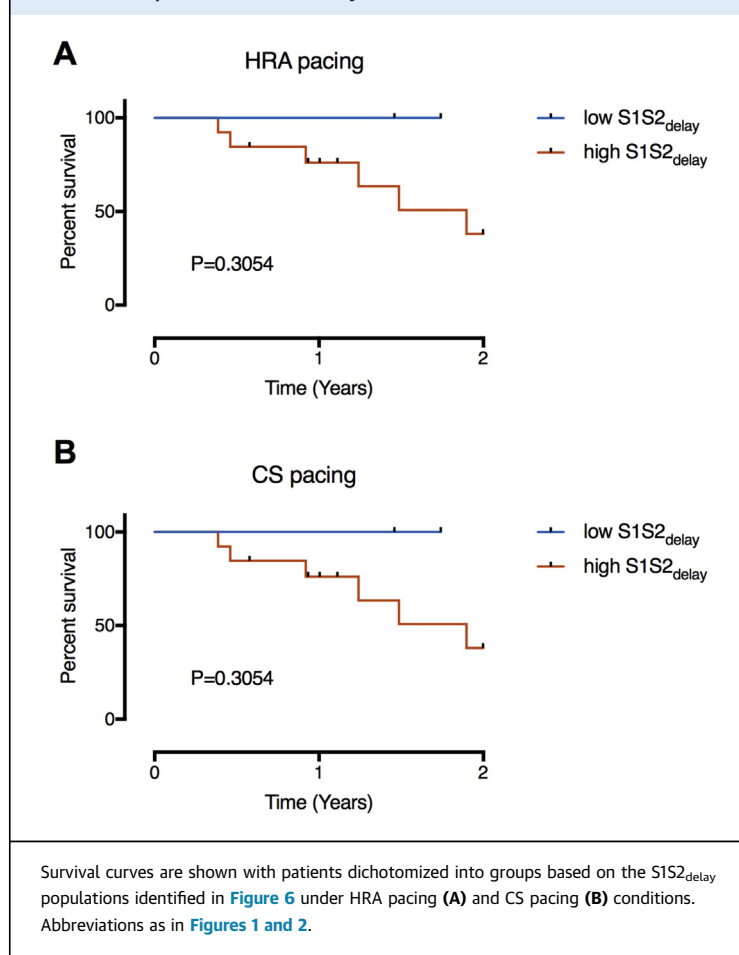 A
HRA pacing
100
50
0
Percent survival
low S1S2delay
high S1S2delay
P=0.3054
0 1 2
Time (Years)
B
CS pacing
100
50
0
Percent survival
low S1S2delay
high S1S2delay
P=0.3054
0 1 2
Time (Years)
Survival curves are shown with patients dichotomized into groups based on the S1S2delay
populations identified in Figure 6 under HRA pacing (A) and CS pacing (B) conditions.
Abbreviations as in Figures 1 and 2.